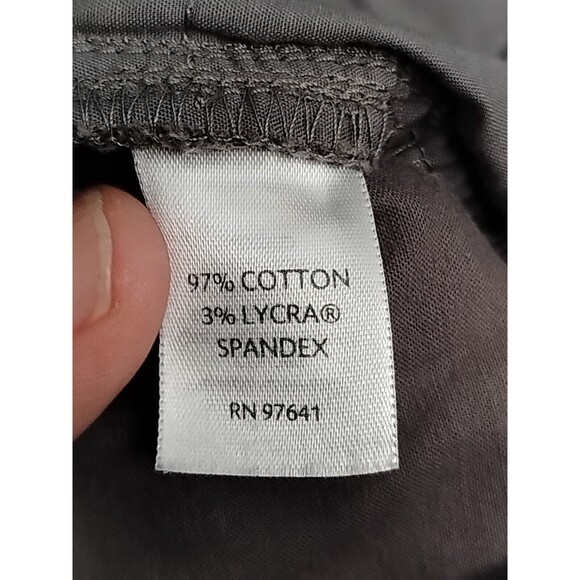 97% COTTON
3% LYCRA®
SPANDEX
RN 97641